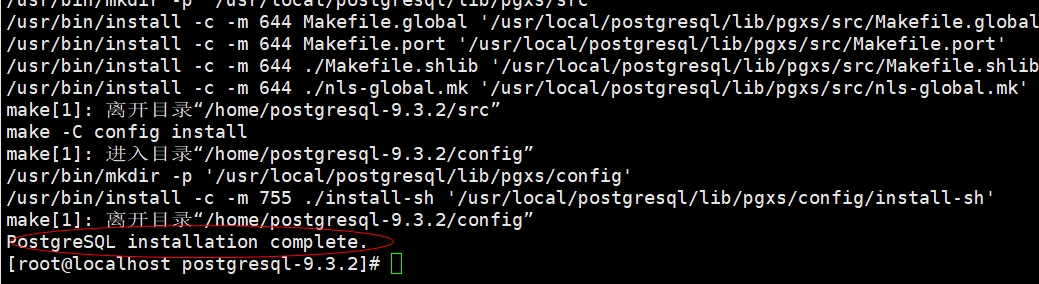 /usr/bin/mkdir -p '/usr/local/postgresql/lib/pgxs/src'
/usr/bin/install -c -m 644 Makefile.global '/usr/local/postgresql/lib/pgxs/src/Makefile.global
/usr/bin/install -c -m 644 Makefile.port '/usr/local/postgresql/lib/pgxs/src/Makefile.port'
/usr/bin/install -c -m 644 ./Makefile.shlib '/usr/local/postgresql/lib/pgxs/src/Makefile.shlib
/usr/bin/install -c -m 644 ./nls-global.mk '/usr/local/postgresql/lib/pgxs/src/nls-global.mk'
make[1]: 离开目录“/home/postgresql-9.3.2/src”
make -C config install
make[1]: 进入目录“/home/postgresql-9.3.2/config”
/usr/bin/mkdir -p '/usr/local/postgresql/lib/pgxs/config'
/usr/bin/install -c -m 755 ./install-sh '/usr/local/postgresql/lib/pgxs/config/install-sh'
make[1]: 离开目录“/home/postgresql-9.3.2/config”
PostgreSQL installation complete.
[root@localhost postgresql-9.3.2]#